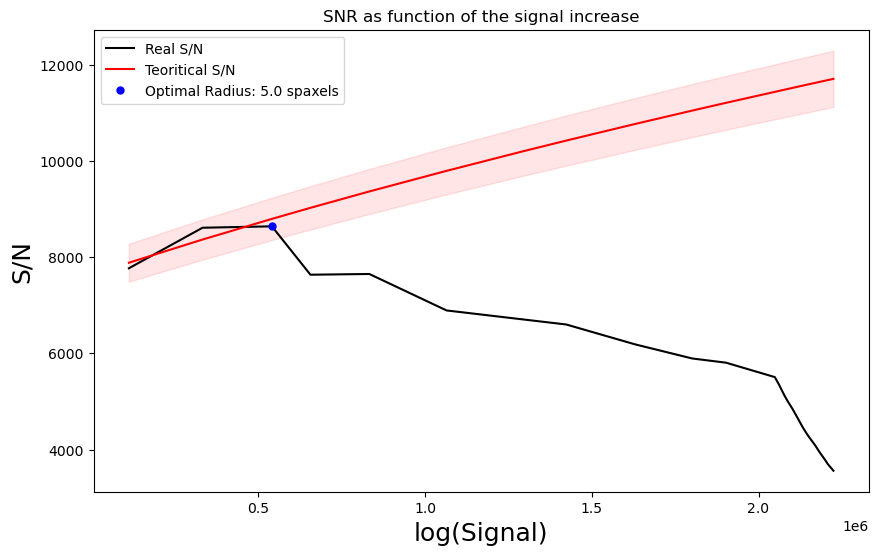 SNR as function of the signal increase
Real S/N
Teoritical S/N
Optimal Radius: 5.0 spaxels
12000
10000
8000
6000
4000
S/N
0.5
1.0
1.5
2.0
1e6
log(Signal)